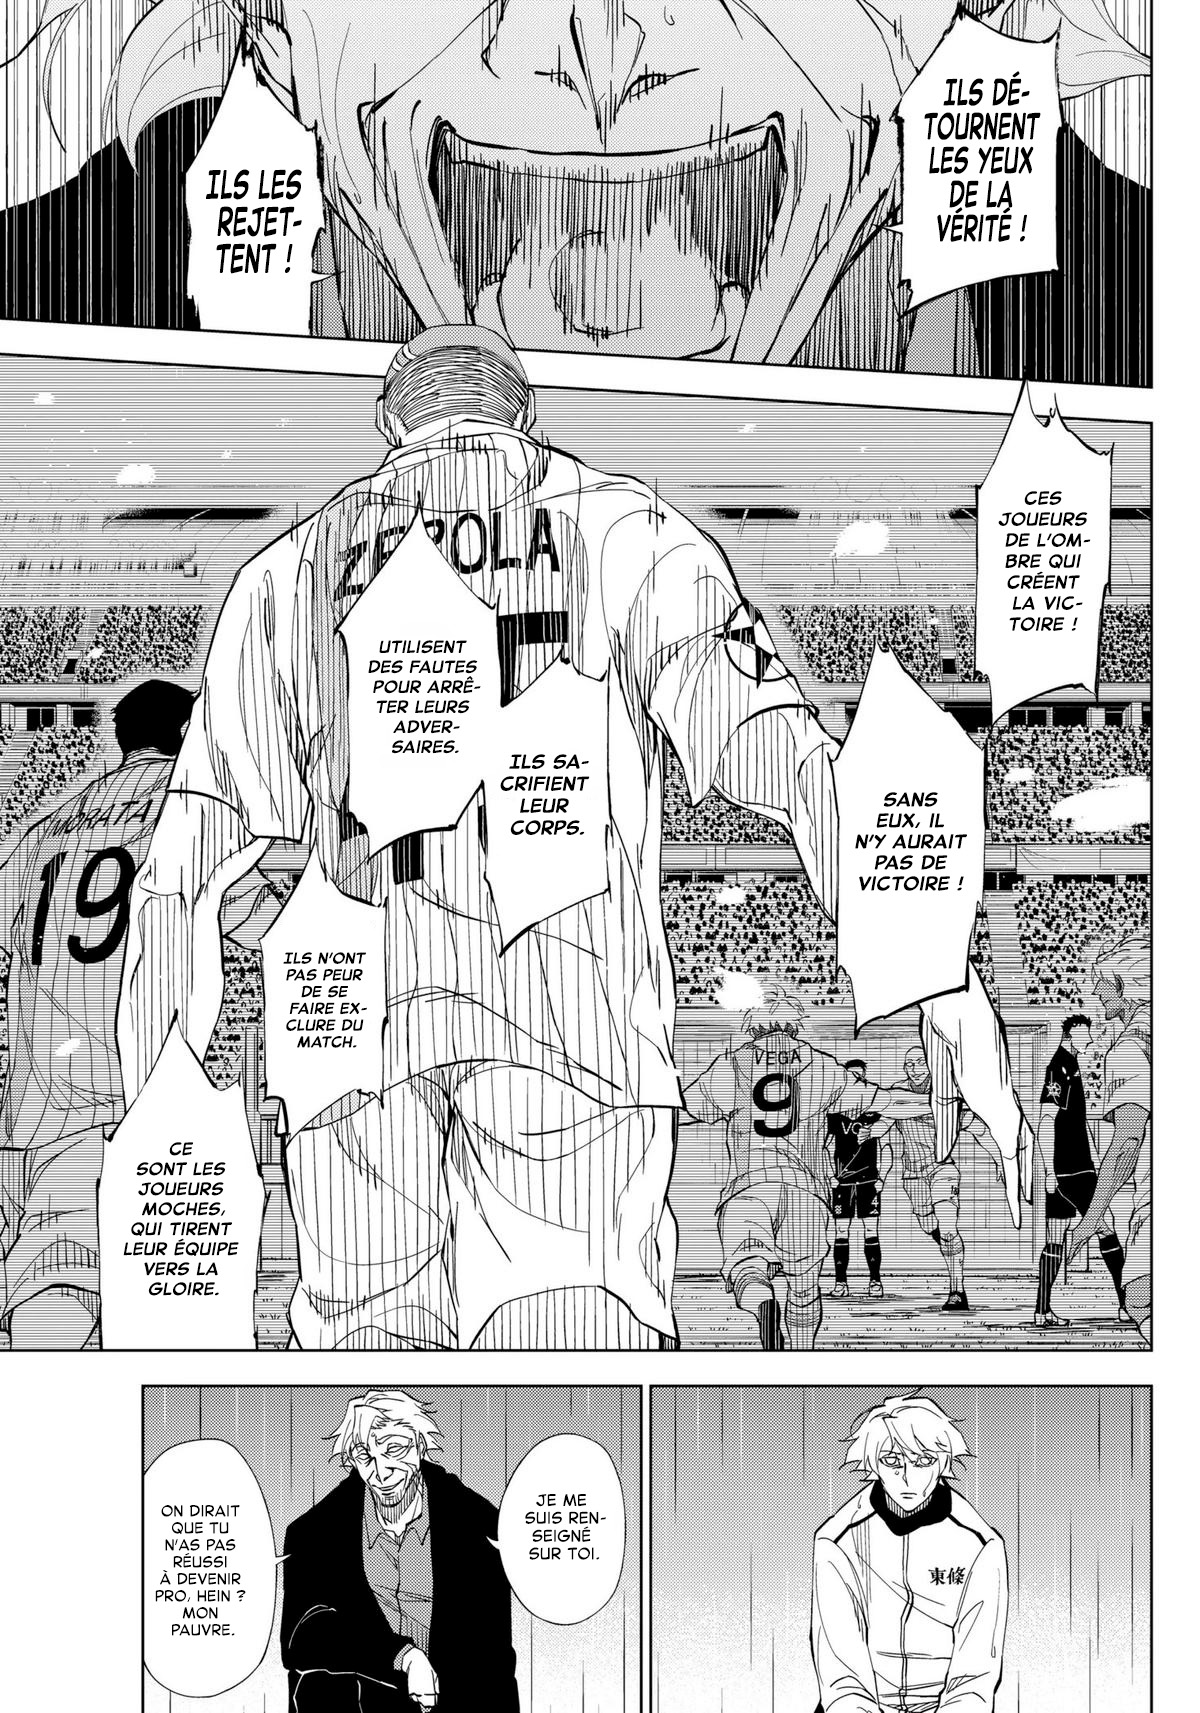 ILS DÉ-
TOURNENT
LES YEUX
DE LA
VÉRITÉ !
ILS LES
REJET-
TENT !
CES
JOUEURS
DE L'OM-
BRE QUI
CRÉENT
LA VIC-
TOIRE !
SANS
EUX, IL
N'Y AURAIT
PAS DE
VICTOIRE !
ZEROLA
UTILISENT
DES FAUTES
POUR ARRÊ-
TER LEURS
ADVER-
SAIRES.
ILS SA-
CRIFIENT
LEUR
CORPS.
ILS N'ONT
PAS PEUR
DE SE
FAIRE EX-
CLURE DU
MATCH.
MORATA
19
VEGA
9
VC
4
CE
SONT LES
JOUEURS
MOCHES,
QUI TIRENT
LEUR ÉQUIPE
VERS LA
GLOIRE.
東條
JE ME
SUIS REN-
SEIGNÉ
SUR TOI.
ON DIRAIT
QUE TU
N'AS PAS
RÉUSSI
À DEVENIR
PRO, HEIN ?
MON
PAUVRE.